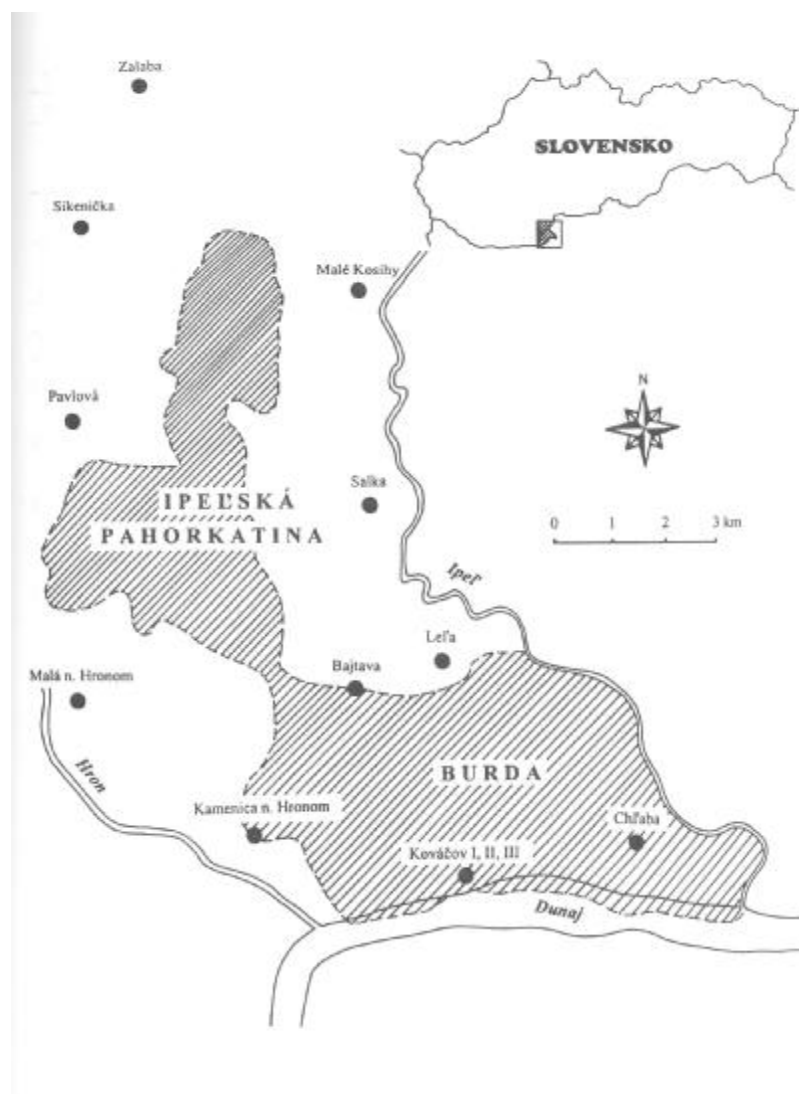 Zalaba
SLOVENSKO
Sikenička
Malé Kosihy
N
Pavlová
Salka
IPEĽSKÁ
PAHORKATINA
0 1 2 3 km
Ipeľ
Leľa
Bajtava
Malá n. Hronom
Hron
BURDA
Kamenica n. Hronom
Chľaba
Kováčov I, II, III
Dunaj